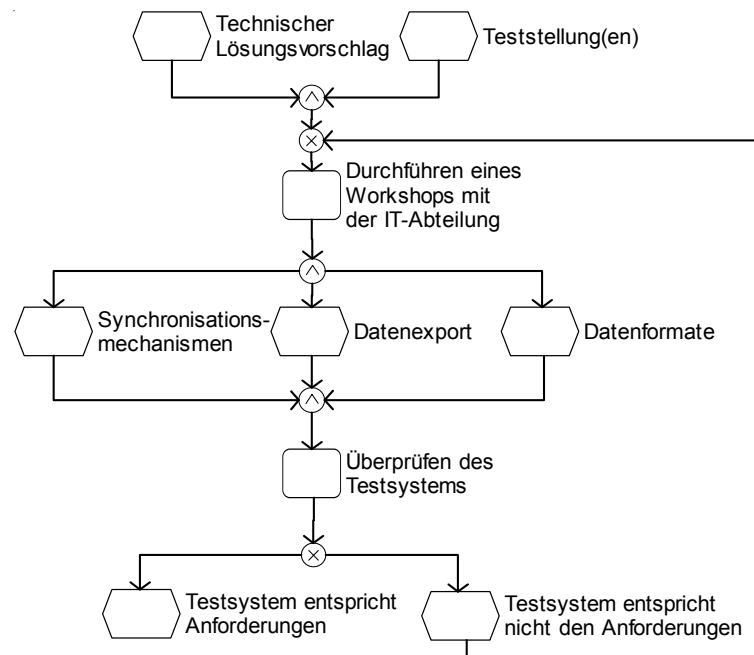 Technischer
Lösungsvorschlag
Teststellung(en)
Durchführen eines
Workshops mit
der IT-Abteilung
Synchronisations-
mechanismen
Datenexport
Datenformate
Überprüfen des
Testsystems
Testsystem entspricht
Anforderungen
Testsystem entspricht
nicht den Anforderungen